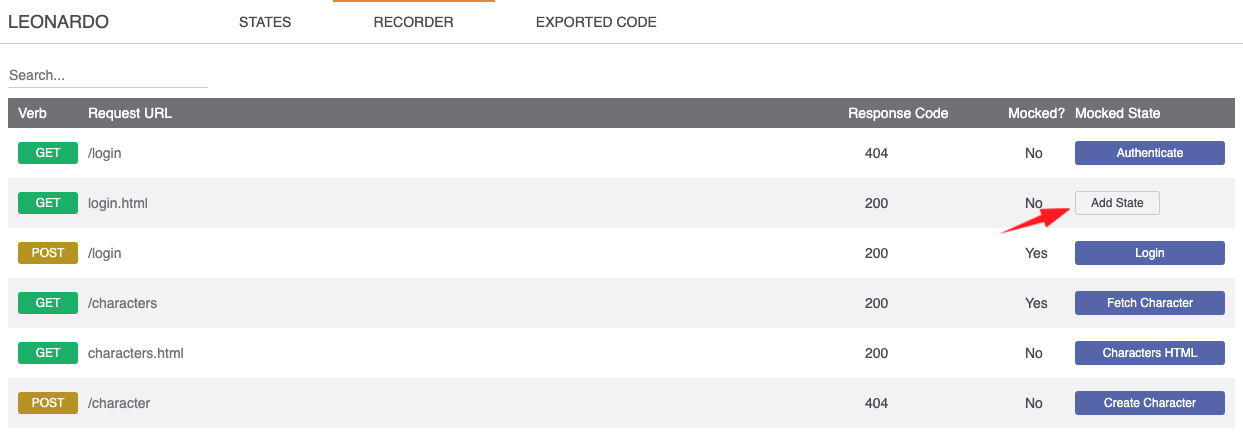 LEONARDO STATES RECORDER EXPORTED CODE
Search...
Verb Request URL Response Code Mocked? Mocked State
GET /login 404 No Authenticate
GET login.html 200 No Add State
POST /login 200 Yes Login
GET /characters 200 Yes Fetch Character
GET characters.html 200 No Characters HTML
POST /character 404 No Create Character